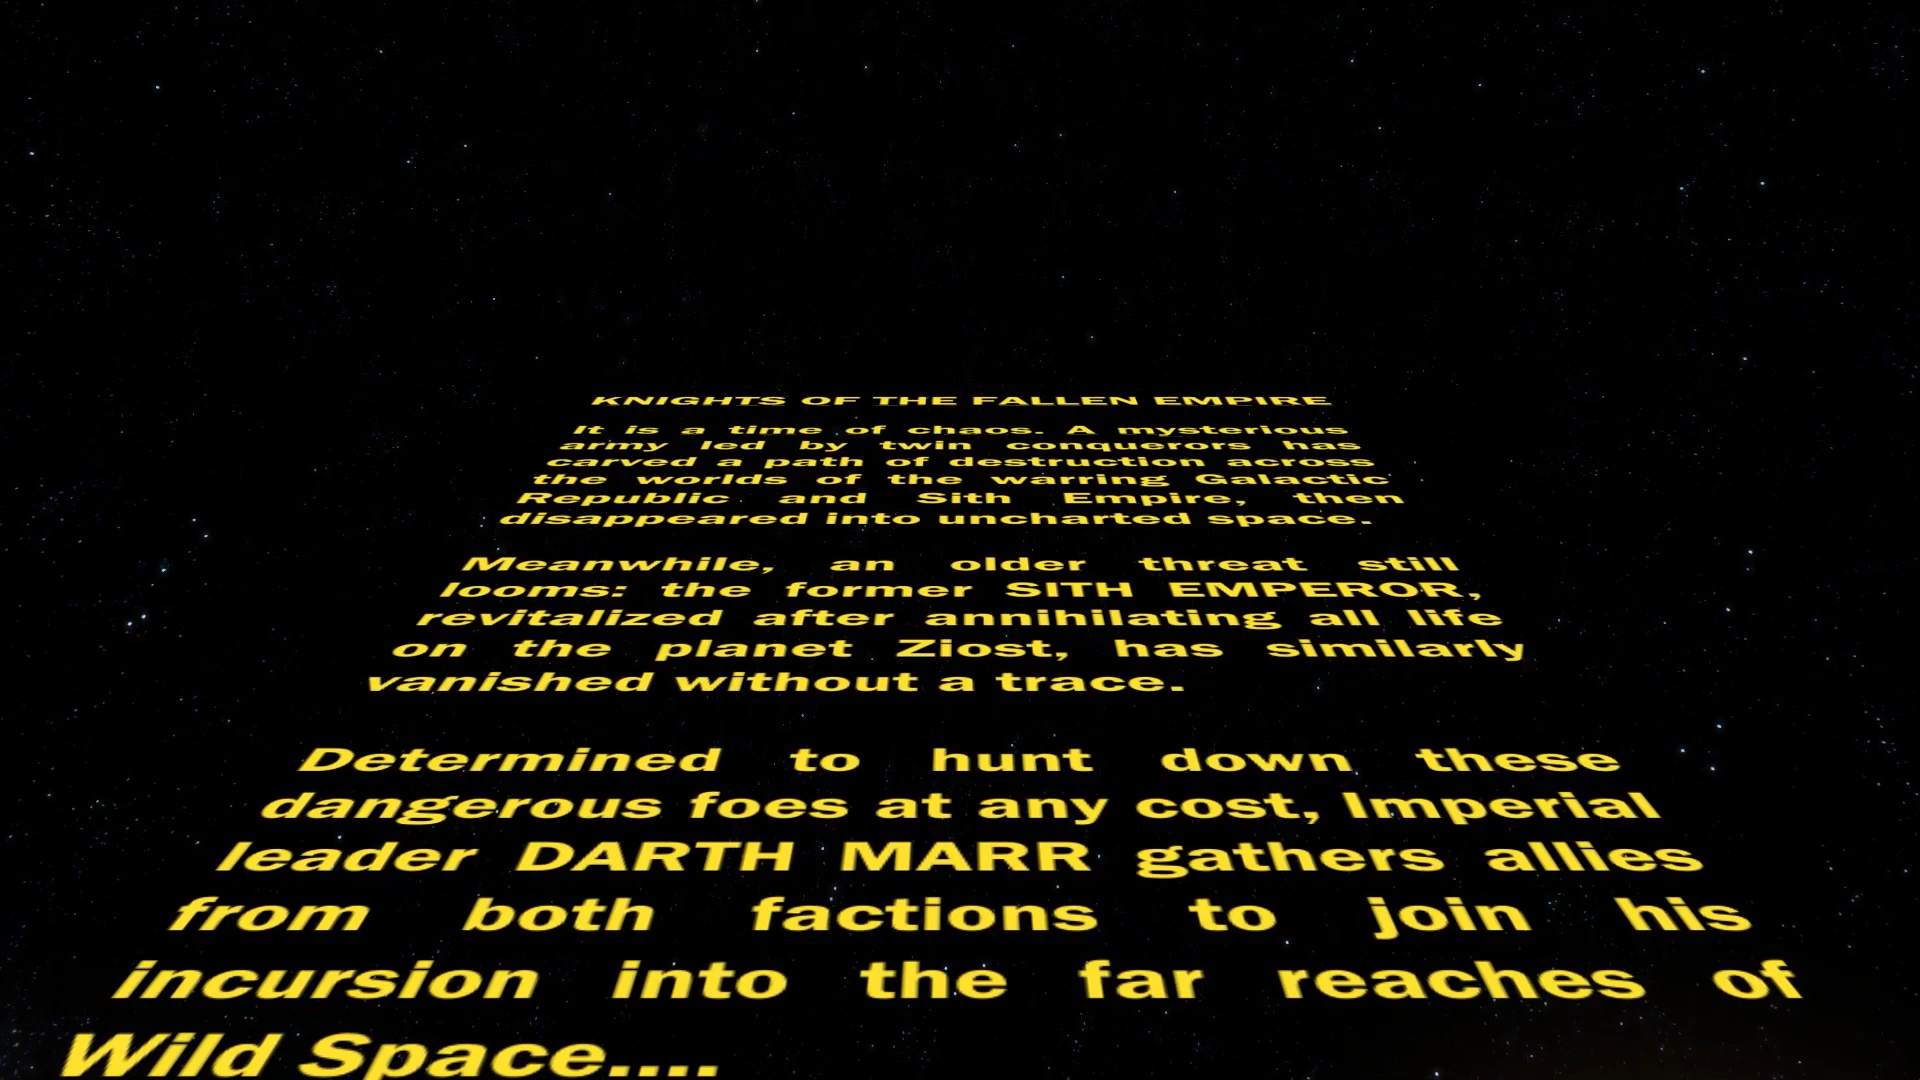 KNIGHTS OF THE FALLEN EMPIRE
It is a time of chaos. A mysterious
army led by twin conquerors has
carved a path of destruction across
the worlds of the warring Galactic
Republic and Sith Empire, then
disappeared into uncharted space.
Meanwhile, an older threat still
looms: the former SITH EMPEROR,
revitalized after annihilating all life
on the planet Ziost, has similarly
vanished without a trace.
Determined to hunt down these
dangerous foes at any cost, Imperial
leader DARTH MARR gathers allies
from both factions to join his
incursion into the far reaches of
Wild Space....